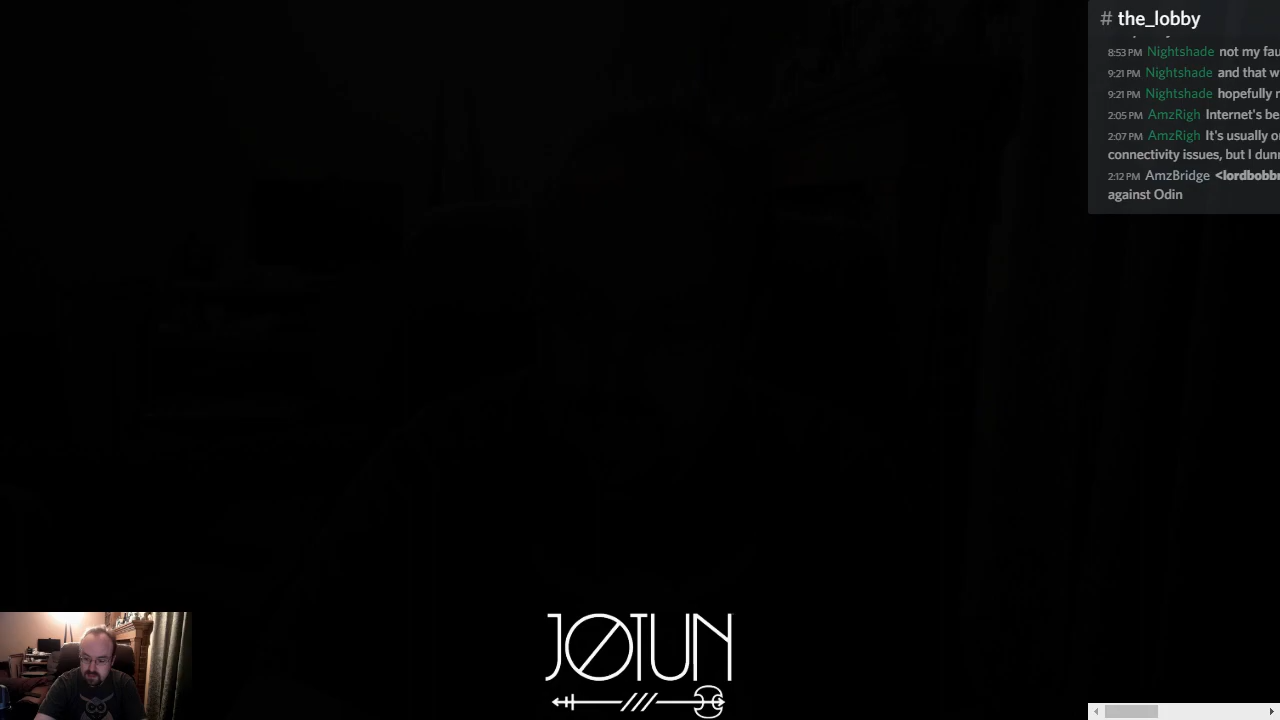 # the_lobby
8:53 PM Nightshade not my fau
9:21 PM Nightshade and that w
9:21 PM Nightshade hopefully
2:05 PM AmzRigh Internet's be
2:07 PM AmzRigh It's usually
connectivity issues, but I dun
2:12 PM AmzBridge <lordbobb
against Odin
JØTUN